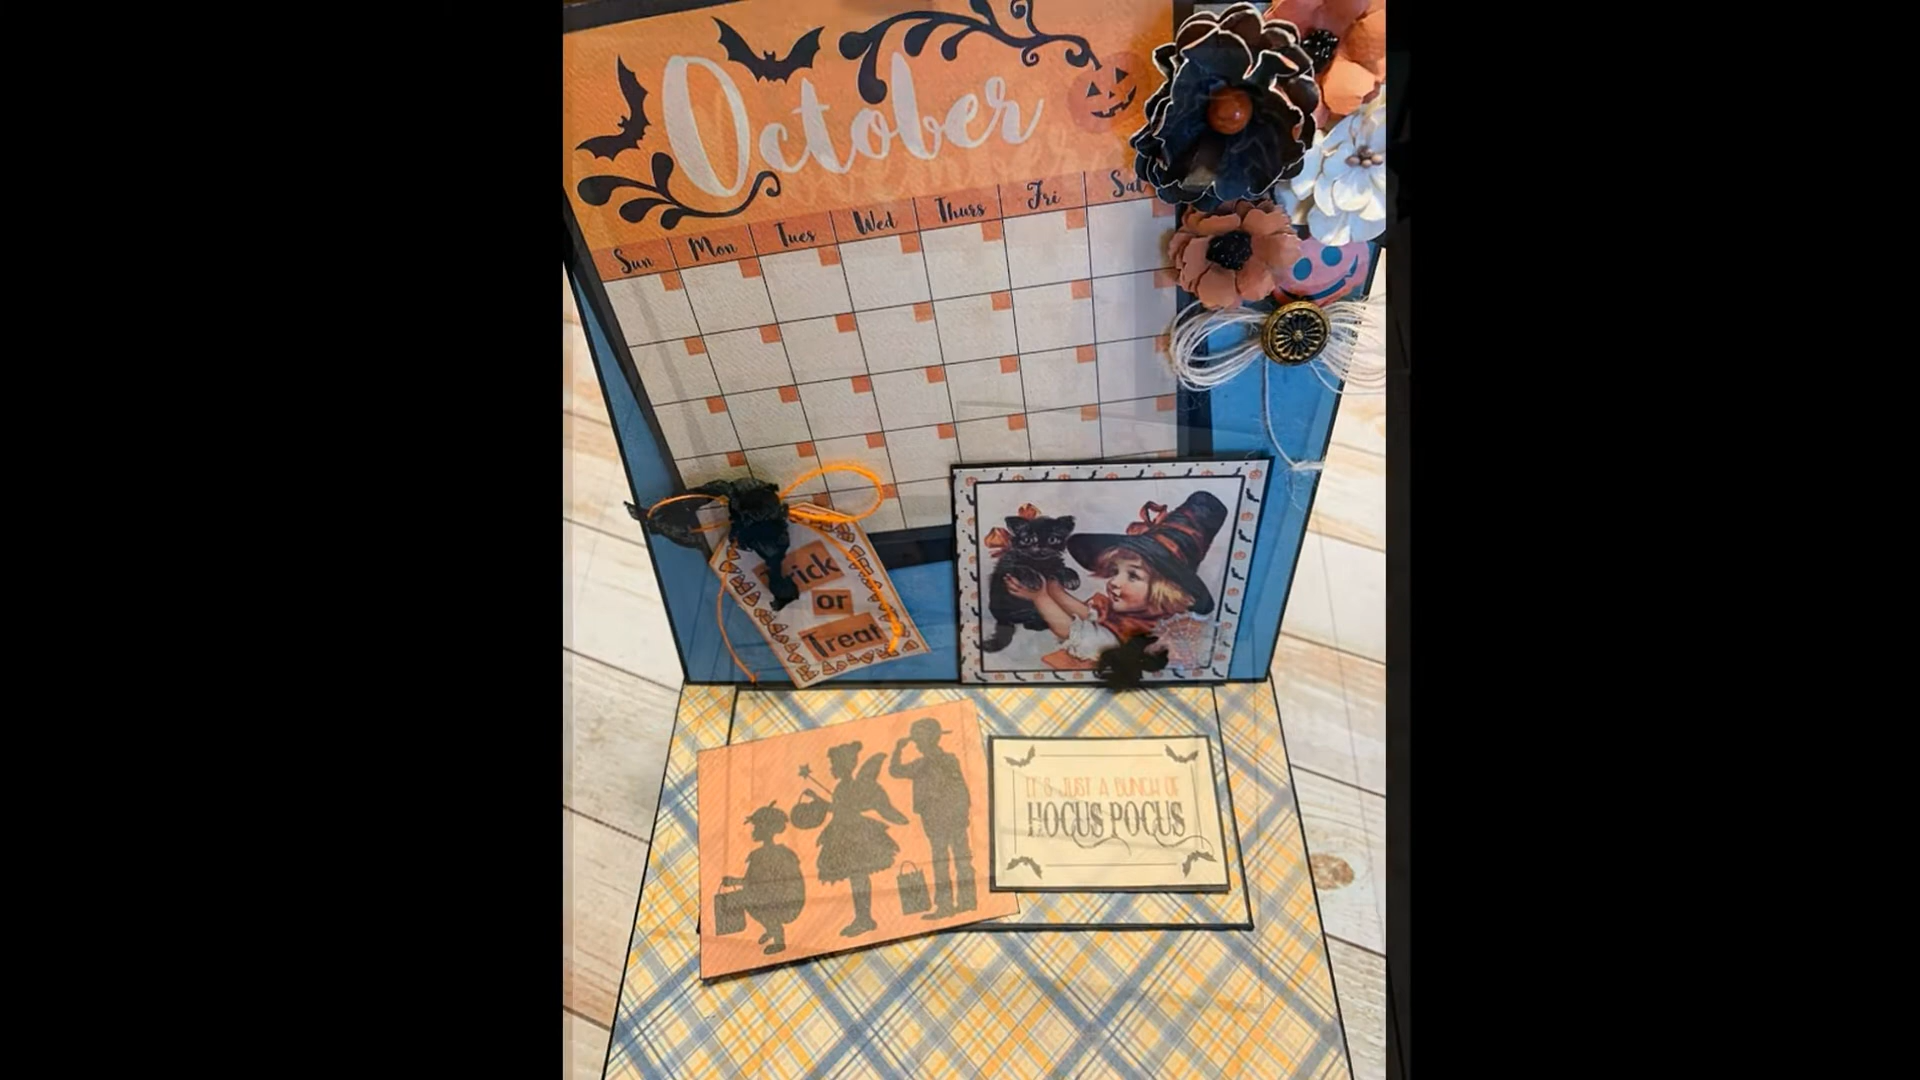 October
Sun Mon Tues Wed Thurs Fri Sat
Trick
or
Treat
IT'S JUST A BUNCH OF
HOCUS POCUS